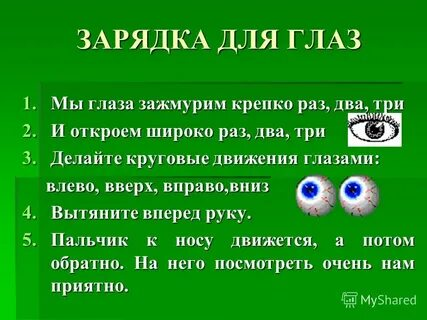 ЗАРЯДКА ДЛЯ ГЛАЗ
1. Мы глаза зажмурим крепко раз, два, три
2. И откроем широко раз, два, три
3. Делайте круговые движения глазами:
влево, вверх, вправо,вниз
4. Вытяните вперед руку.
5. Пальчик к носу движется, а потом
обратно. На него посмотреть очень нам
приятно.
MyShared